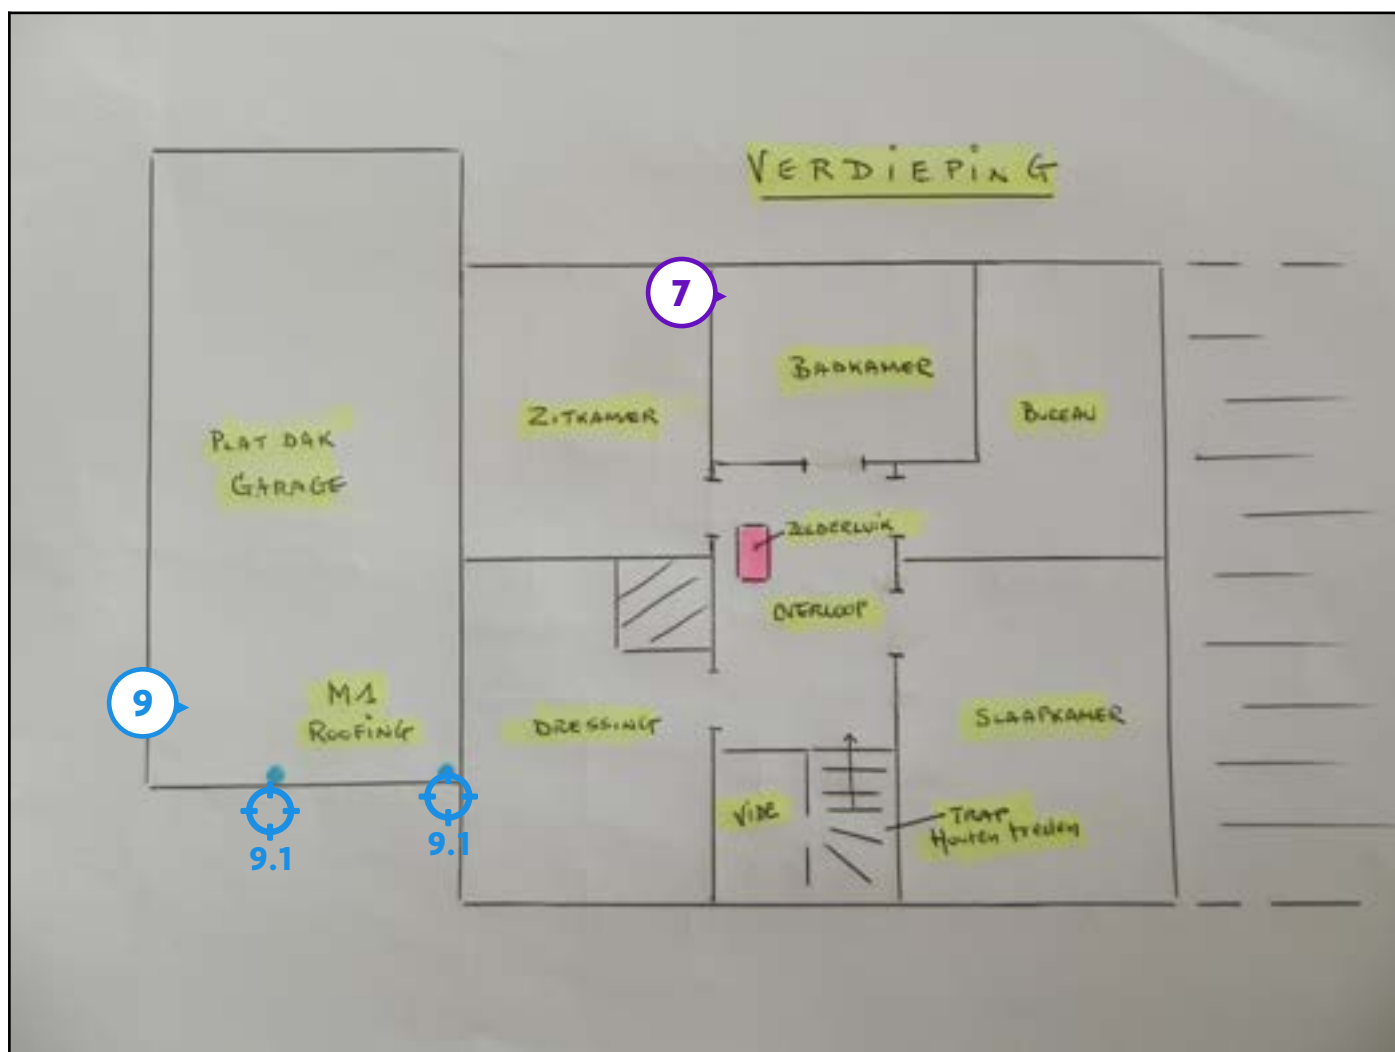 VERDiEPiNG
7
BADKAMER
ZITKAMER
BUREAU
PLAT DAK
GARAGE
ZOLDERLUIK
OVERLOOP
9
M1
ROOFING
DRESSING
SLAAPKAMER
VIDE
TRAP
Houten treden
9.1
9.1